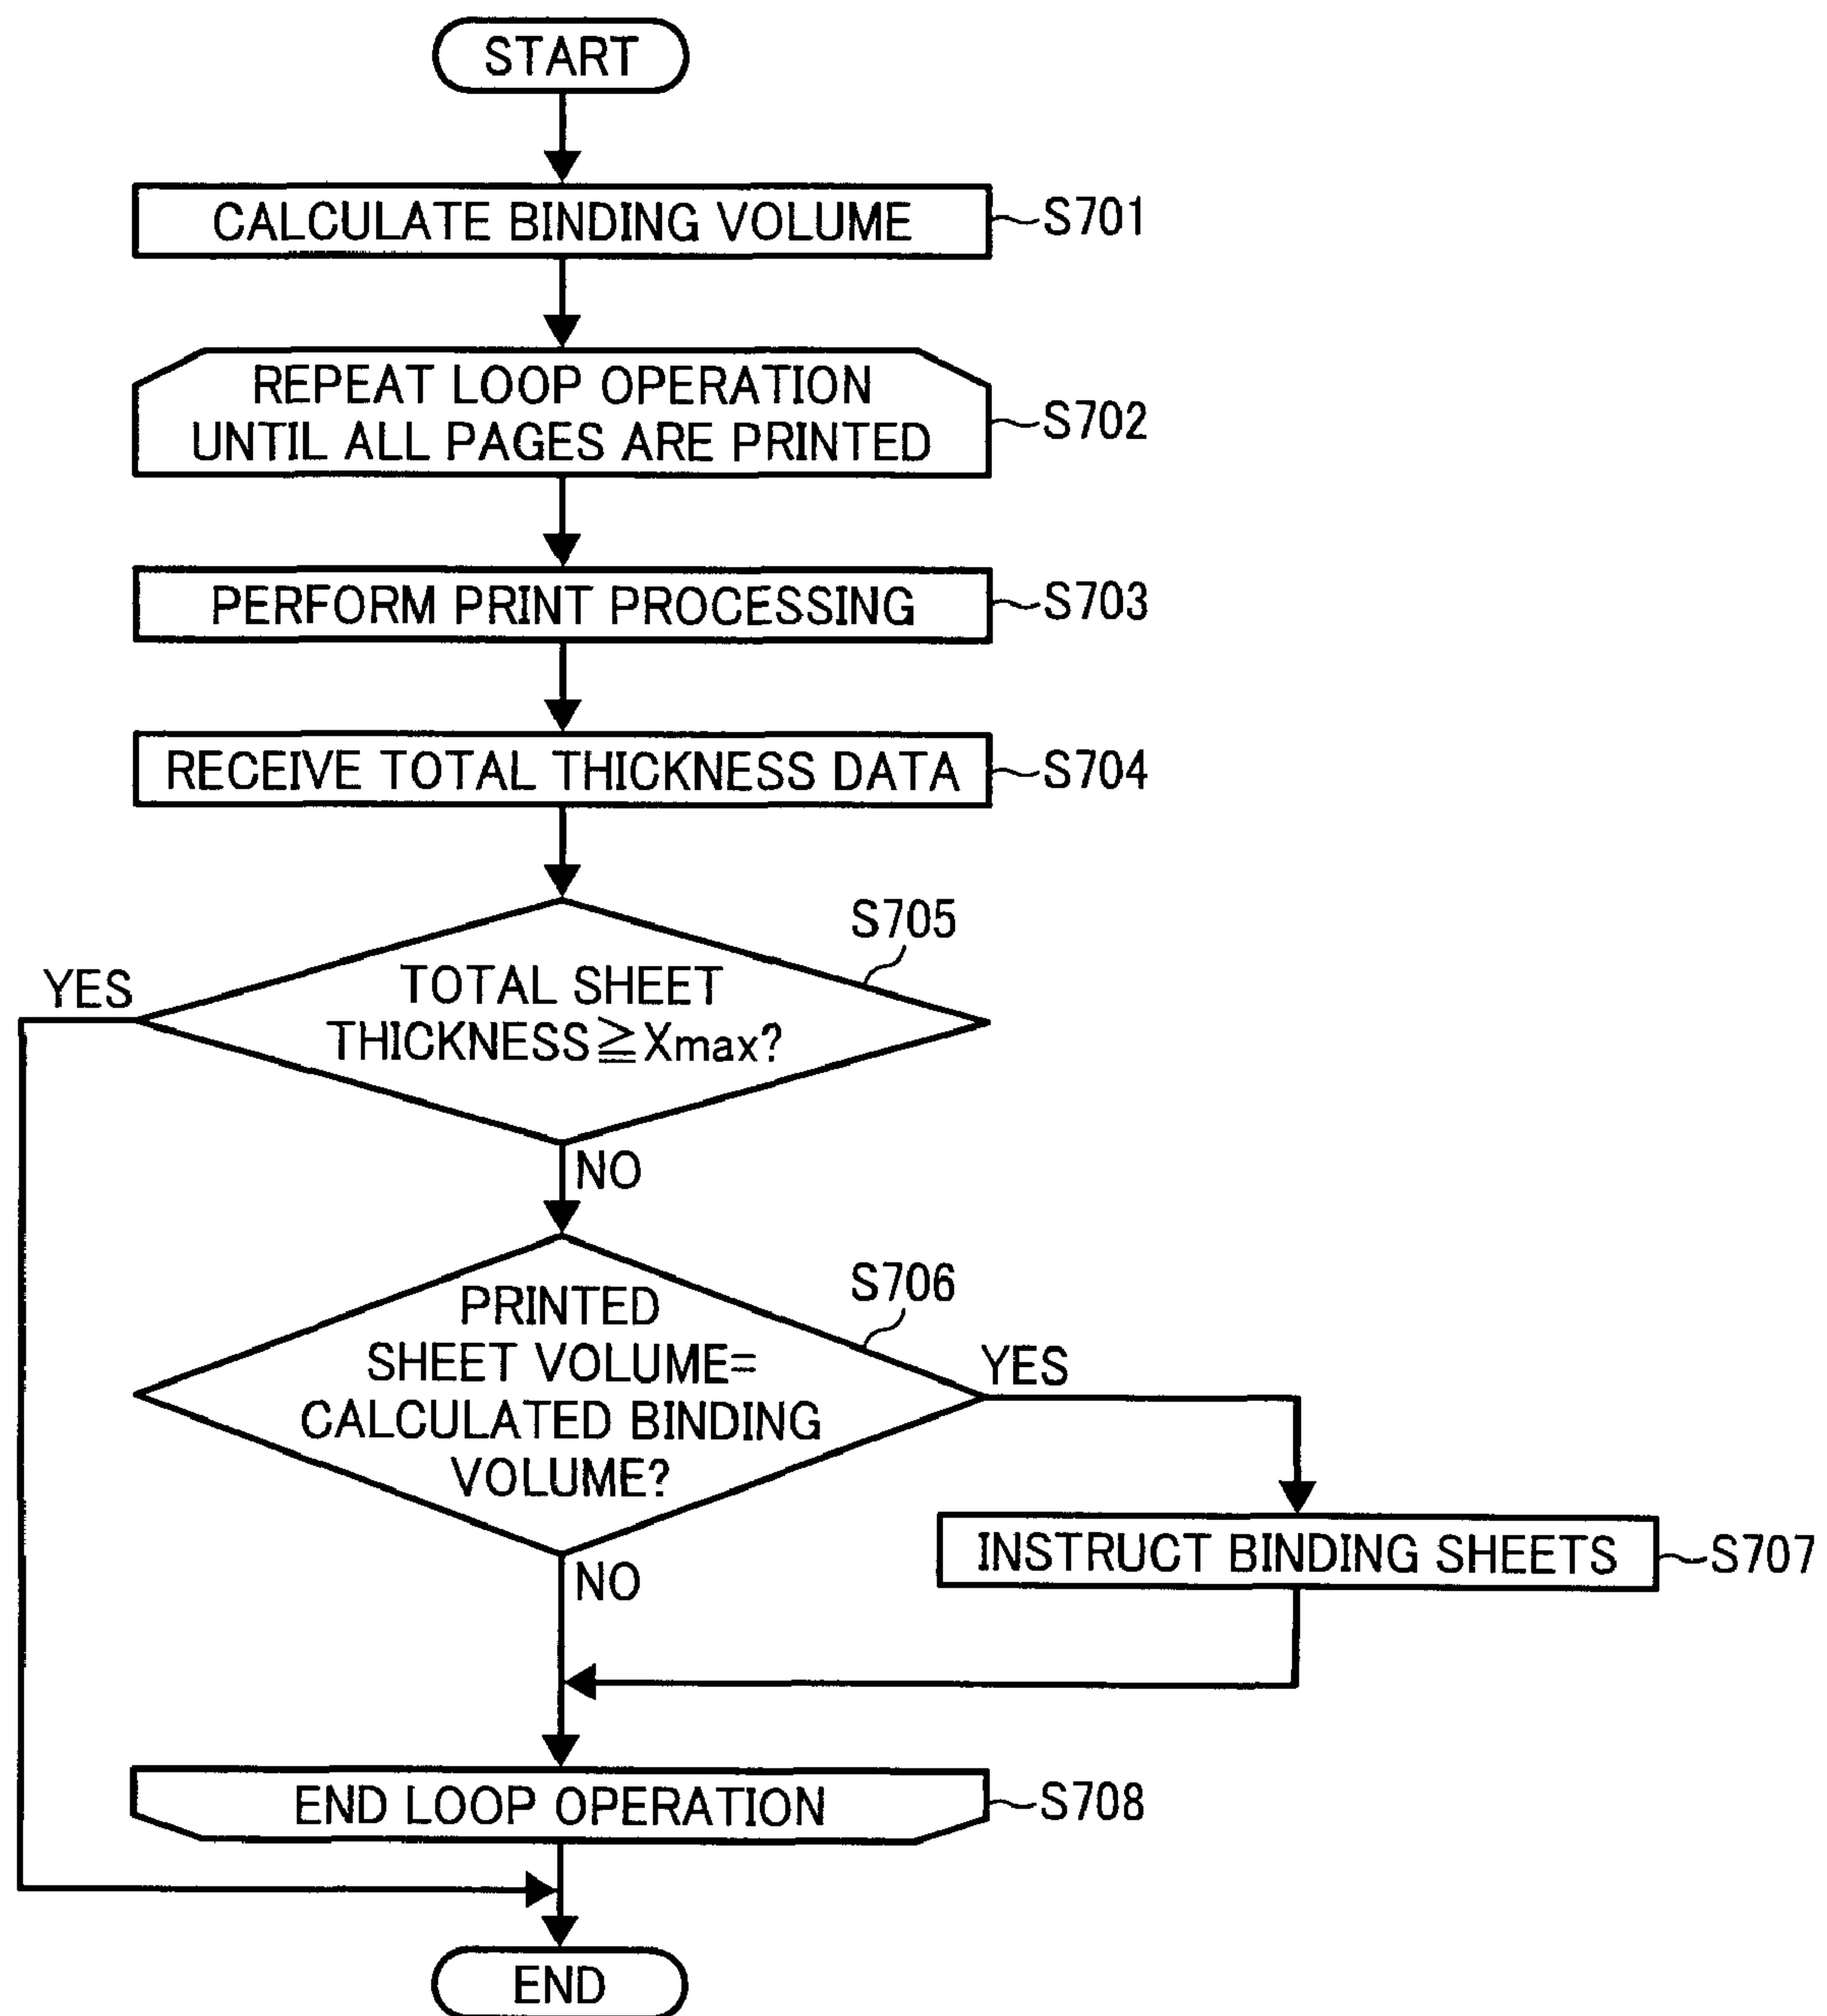 START
CALCULATE BINDING VOLUME
S701
REPEAT LOOP OPERATION
UNTIL ALL PAGES ARE PRINTED
S702
PERFORM PRINT PROCESSING
S703
RECEIVE TOTAL THICKNESS DATA
S704
S705
YES
TOTAL SHEET
THICKNESS≧Xmax?
NO
S706
PRINTED
SHEET VOLUME=
CALCULATED BINDING
VOLUME?
YES
INSTRUCT BINDING SHEETS
S707
NO
END LOOP OPERATION
S708
END